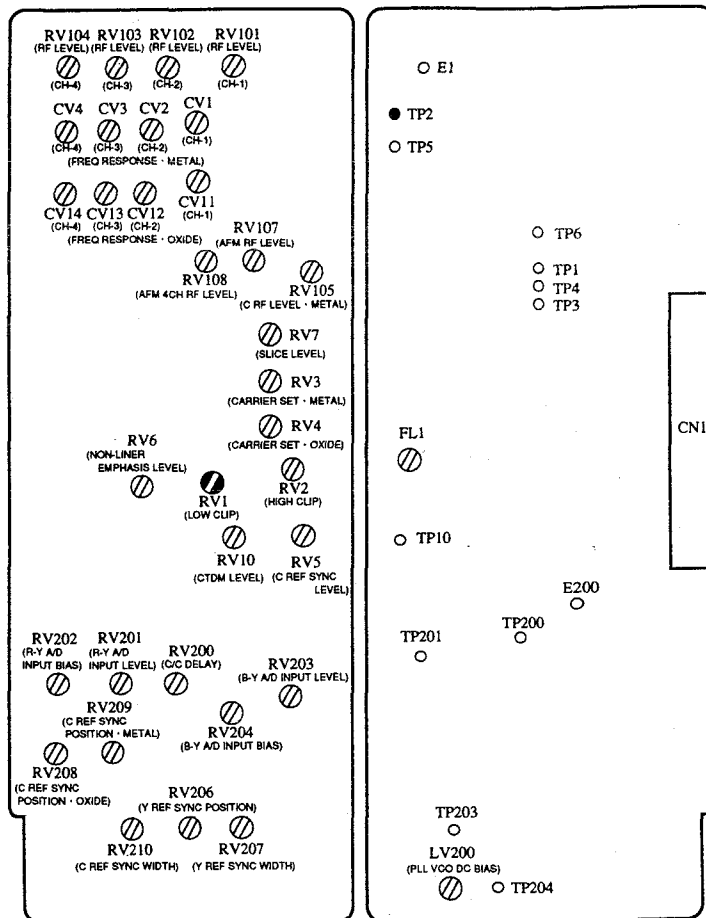 RV104 RV103 RV102 RV101
(RF LEVEL) (RF LEVEL) (RF LEVEL) (RF LEVEL)
(CH-4) (CH-3) (CH-2) (CH-1)
CV4 CV3 CV2 CV1
(CH-4) (CH-3) (CH-2) (CH-1)
(FREQ RESPONSE · METAL)
CV14 CV13 CV12 CV11
(CH-4) (CH-3) (CH-2) (CH-1)
(FREQ RESPONSE · OXIDE)
RV107
(AFM RF LEVEL)
RV108
(AFM 4CH RF LEVEL)
RV105
(C RF LEVEL · METAL)
RV7
(SLICE LEVEL)
RV3
(CARRIER SET · METAL)
RV4
(CARRIER SET · OXIDE)
RV6
(NON-LINER
EMPHASIS LEVEL)
RV1
(LOW CLIP)
RV2
(HIGH CLIP)
RV10
(CTDM LEVEL)
RV5
(C REF SYNC
LEVEL)
RV202
(R-Y A/D
INPUT BIAS)
RV201
(R-Y A/D
INPUT LEVEL)
RV200
(C/C DELAY)
RV203
(B-Y A/D INPUT LEVEL)
RV209
(C REF SYNC
POSITION · METAL)
RV204
(B-Y A/D INPUT BIAS)
RV208
(C REF SYNC
POSITION · OXIDE)
RV206
(Y REF SYNC POSITION)
RV210
(C REF SYNC WIDTH)
RV207
(Y REF SYNC WIDTH)
E1
TP2
TP5
TP6
TP1
TP4
TP3
CN1
FL1
TP10
E200
TP200
TP201
TP203
LV200
(PLL VCO DC BIAS)
TP204